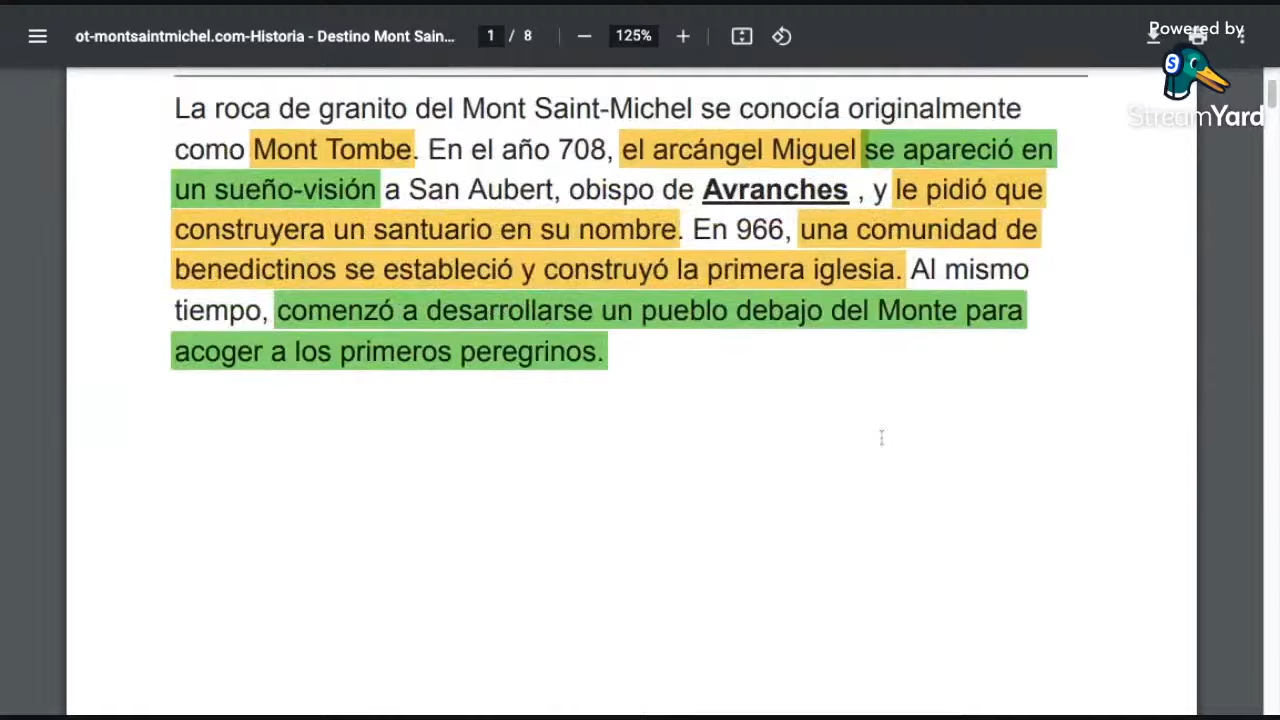 ot-montsaintmichel.com-Historia - Destino Mont Sain... 1 / 8 125%
Powered by
StreamYard
La roca de granito del Mont Saint-Michel se conocía originalmente
como Mont Tombe. En el año 708, el arcángel Miguel se apareció en
un sueño-visión a San Aubert, obispo de Avranches , y le pidió que
construyera un santuario en su nombre. En 966, una comunidad de
benedictinos se estableció y construyó la primera iglesia. Al mismo
tiempo, comenzó a desarrollarse un pueblo debajo del Monte para
acoger a los primeros peregrinos.